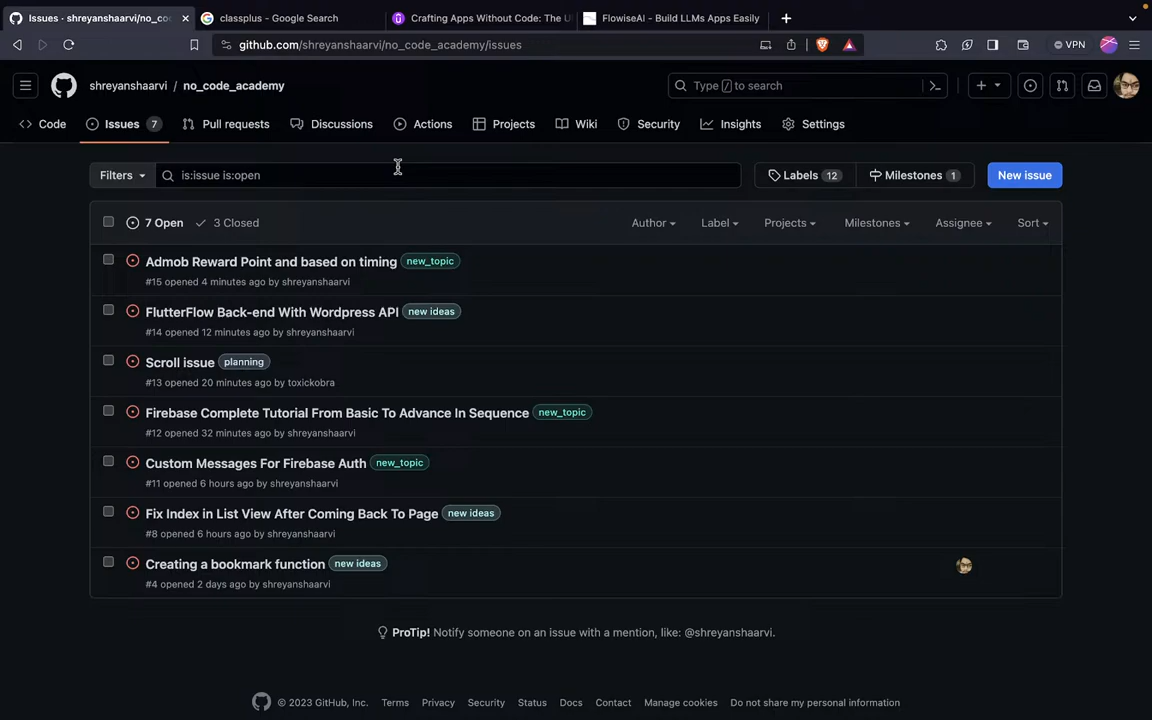 Issues · shreyanshaarvi/no_co
classplus - Google Search
Crafting Apps Without Code: The U
FlowiseAI - Build LLMs Apps Easily
github.com/shreyanshaarvi/no_code_academy/issues
VPN
shreyanshaarvi / no_code_academy
Type / to search
Code
Issues 7
Pull requests
Discussions
Actions
Projects
Wiki
Security
Insights
Settings
Filters
is:issue is:open
Labels 12
Milestones 1
New issue
7 Open
3 Closed
Author
Label
Projects
Milestones
Assignee
Sort
Admob Reward Point and based on timing new_topic
#15 opened 4 minutes ago by shreyanshaarvi
FlutterFlow Back-end With Wordpress API new ideas
#14 opened 12 minutes ago by shreyanshaarvi
Scroll issue planning
#13 opened 20 minutes ago by toxickobra
Firebase Complete Tutorial From Basic To Advance In Sequence new_topic
#12 opened 32 minutes ago by shreyanshaarvi
Custom Messages For Firebase Auth new_topic
#11 opened 6 hours ago by shreyanshaarvi
Fix Index in List View After Coming Back To Page new ideas
#8 opened 6 hours ago by shreyanshaarvi
Creating a bookmark function new ideas
#4 opened 2 days ago by shreyanshaarvi
ProTip! Notify someone on an issue with a mention, like: @shreyanshaarvi.
© 2023 GitHub, Inc.
Terms
Privacy
Security
Status
Docs
Contact
Manage cookies
Do not share my personal information